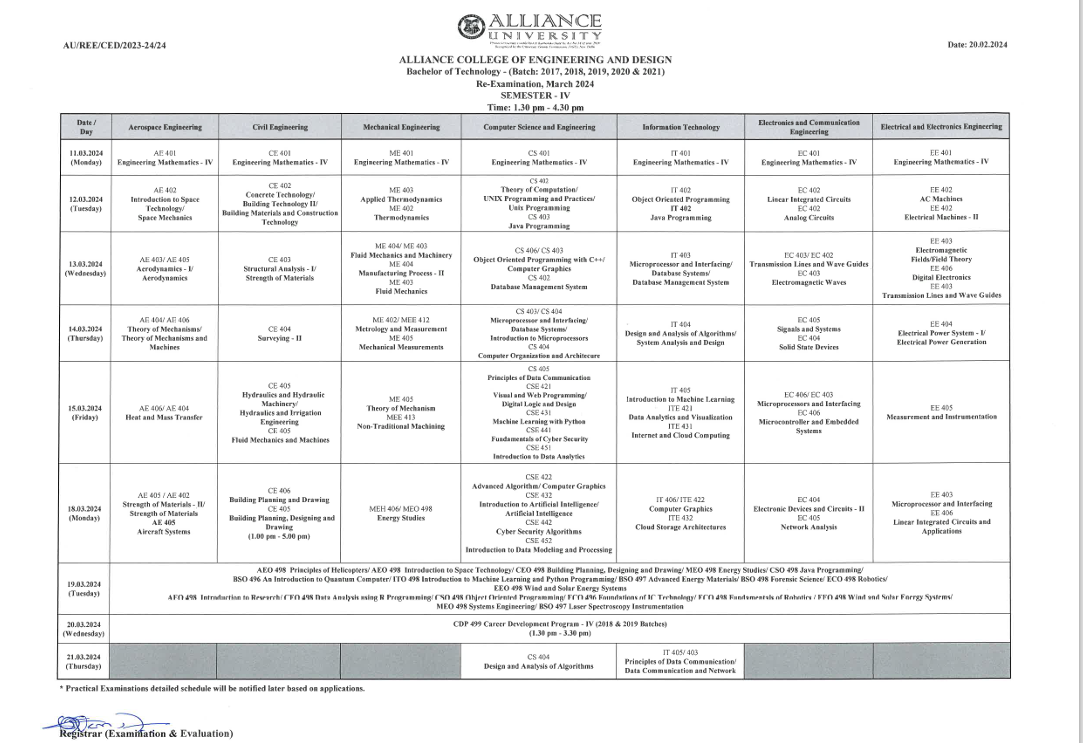 ALLIANCE
UNIVERSITY
AU/REE/CED/2023-24/24
Date: 20.02.2024
ALLIANCE COLLEGE OF ENGINEERING AND DESIGN
Bachelor of Technology - (Batch: 2017, 2018, 2019, 2020 & 2021)
Re-Examination, March 2024
SEMESTER - IV
Time: 1.30 pm - 4.30 pm
Date /
Day
Aerospace Engineering
Civil Engineering
Mechanical Engineering
Computer Science and Engineering
Information Technology
Electronics and Communication
Engineering
Electrical and Electronics Engineering
11.03.2024
(Monday)
AE 401
Engineering Mathematics - IV
CE 401
Engineering Mathematics - IV
ME 401
Engineering Mathematics - IV
CS 401
Engineering Mathematics - IV
IT 401
Engineering Mathematics - IV
EC 401
Engineering Mathematics - IV
EE 401
Engineering Mathematics - IV
12.03.2024
(Tuesday)
AE 402
Introduction to Space
Technology/
Space Mechanics
CE 402
Concrete Technology/
Building Technology II/
Building Materials and Construction
Technology
ME 403
Applied Thermodynamics
ME 402
Thermodynamics
CS 402
Theory of Computation/
UNIX Programming and Practices/
Unix Programming
CS 403
Java Programming
IT 402
Object Oriented Programming
IT 402
Java Programming
EC 402
Linear Integrated Circuits
EC 402
Analog Circuits
EE 402
AC Machines
EE 402
Electrical Machines - II
13.03.2024
(Wednesday)
AE 403/ AE 405
Aerodynamics - I/
Aerodynamics
CE 403
Structural Analysis - I/
Strength of Materials
ME 404/ ME 403
Fluid Mechanics and Machinery
ME 404
Manufacturing Process - II
ME 403
Fluid Mechanics
CS 406/ CS 403
Object Oriented Programming with C++/
Computer Graphics
CS 402
Database Management System
IT 403
Microprocessor and Interfacing/
Database Systems/
Database Management System
EC 403/ EC 402
Transmission Lines and Wave Guides
EC 403
Electromagnetic Waves
EE 403
Electromagnetic
Fields/Field Theory
EE 406
Digital Electronics
EE 403
Transmission Lines and Wave Guides
14.03.2024
(Thursday)
AE 404/ AE 406
Theory of Mechanisms/
Theory of Mechanisms and
Machines
CE 404
Surveying - II
ME 402/ MEE 412
Metrology and Measurement
ME 405
Mechanical Measurements
CS 403/ CS 404
Microprocessor and Interfacing/
Database Systems/
Introduction to Microprocessors
CS 404
Computer Organization and Architecure
IT 404
Design and Analysis of Algorithms/
System Analysis and Design
EC 405
Signals and Systems
EC 404
Solid State Devices
EE 404
Electrical Power System - I/
Electrical Power Generation
15.03.2024
(Friday)
AE 406/ AE 404
Heat and Mass Transfer
CE 405
Hydraulics and Hydraulic
Machinery/
Hydraulics and Irrigation
Engineering
CE 405
Fluid Mechanics and Machines
ME 405
Theory of Mechanism
MEE 413
Non-Traditional Machining
CS 405
Principles of Data Communication
CSE 421
Visual and Web Programming/
Digital Logic and Design
CSE 431
Machine Learning with Python
CSE 441
Fundamentals of Cyber Security
CSE 451
Introduction to Data Analytics
IT 405
Introduction to Machine Learning
ITE 421
Data Analytics and Visualization
ITE 431
Internet and Cloud Computing
EC 406/ EC 403
Microprocessors and Interfacing
EC 406
Microcontroller and Embedded
Systems
EE 405
Measurement and Instrumentation
18.03.2024
(Monday)
AE 405 / AE 402
Strength of Materials - II/
Strength of Materials
AE 405
Aircraft Systems
CE 406
Building Planning and Drawing
CE 405
Building Planning, Designing and
Drawing
(1.00 pm - 5.00 pm)
MEH 406/ MEO 498
Energy Studies
CSE 422
Advanced Algorithm/ Computer Graphics
CSE 432
Introduction to Artificial Intelligence/
Artificial Intelligence
CSE 442
Cyber Security Algorithms
CSE 452
Introduction to Data Modeling and Processing
IT 406/ITE 422
Computer Graphics
ITE 432
Cloud Storage Architectures
EC 404
Electronic Devices and Circuits - II
EC 405
Network Analysis
EE 403
Microprocessor and Interfacing
EE 406
Linear Integrated Circuits and
Applications
19.03.2024
(Tuesday)
AEO 498 Principles of Helicopters/ AEO 498 Introduction to Space Technology/ CEO 498 Building Planning, Designing and Drawing/ MEO 498 Energy Studies/ CSO 498 Java Programming/
BSO 496 An Introduction to Quantum Computer/ ITO 498 Introduction to Machine Learning and Python Programming/ BSO 497 Advanced Energy Materials/ BSO 498 Forensic Science/ ECO 498 Robotics/
EEO 498 Wind and Solar Energy Systems
AEO 498 Introduction to Research/ CEO 498 Data Analysis using R Programming/ CSO 498 Object Oriented Programming/ ECO 496 Foundations of IC Technology/ ECO 498 Fundamentals of Robotics / EEO 498 Wind and Solar Energy Systems/
MEO 498 Systems Engineering/ BSO 497 Laser Spectroscopy Instrumentation
20.03.2024
(Wednesday)
CDP 499 Career Development Program - IV (2018 & 2019 Batches)
(1.30 pm - 3.30 pm)
21.03.2024
(Thursday)
CS 404
Design and Analysis of Algorithms
IT 405/ 403
Principles of Data Communication/
Data Communication and Network
* Practical Examinations detailed schedule will be notified later based on applications.
Registrar (Examination & Evaluation)